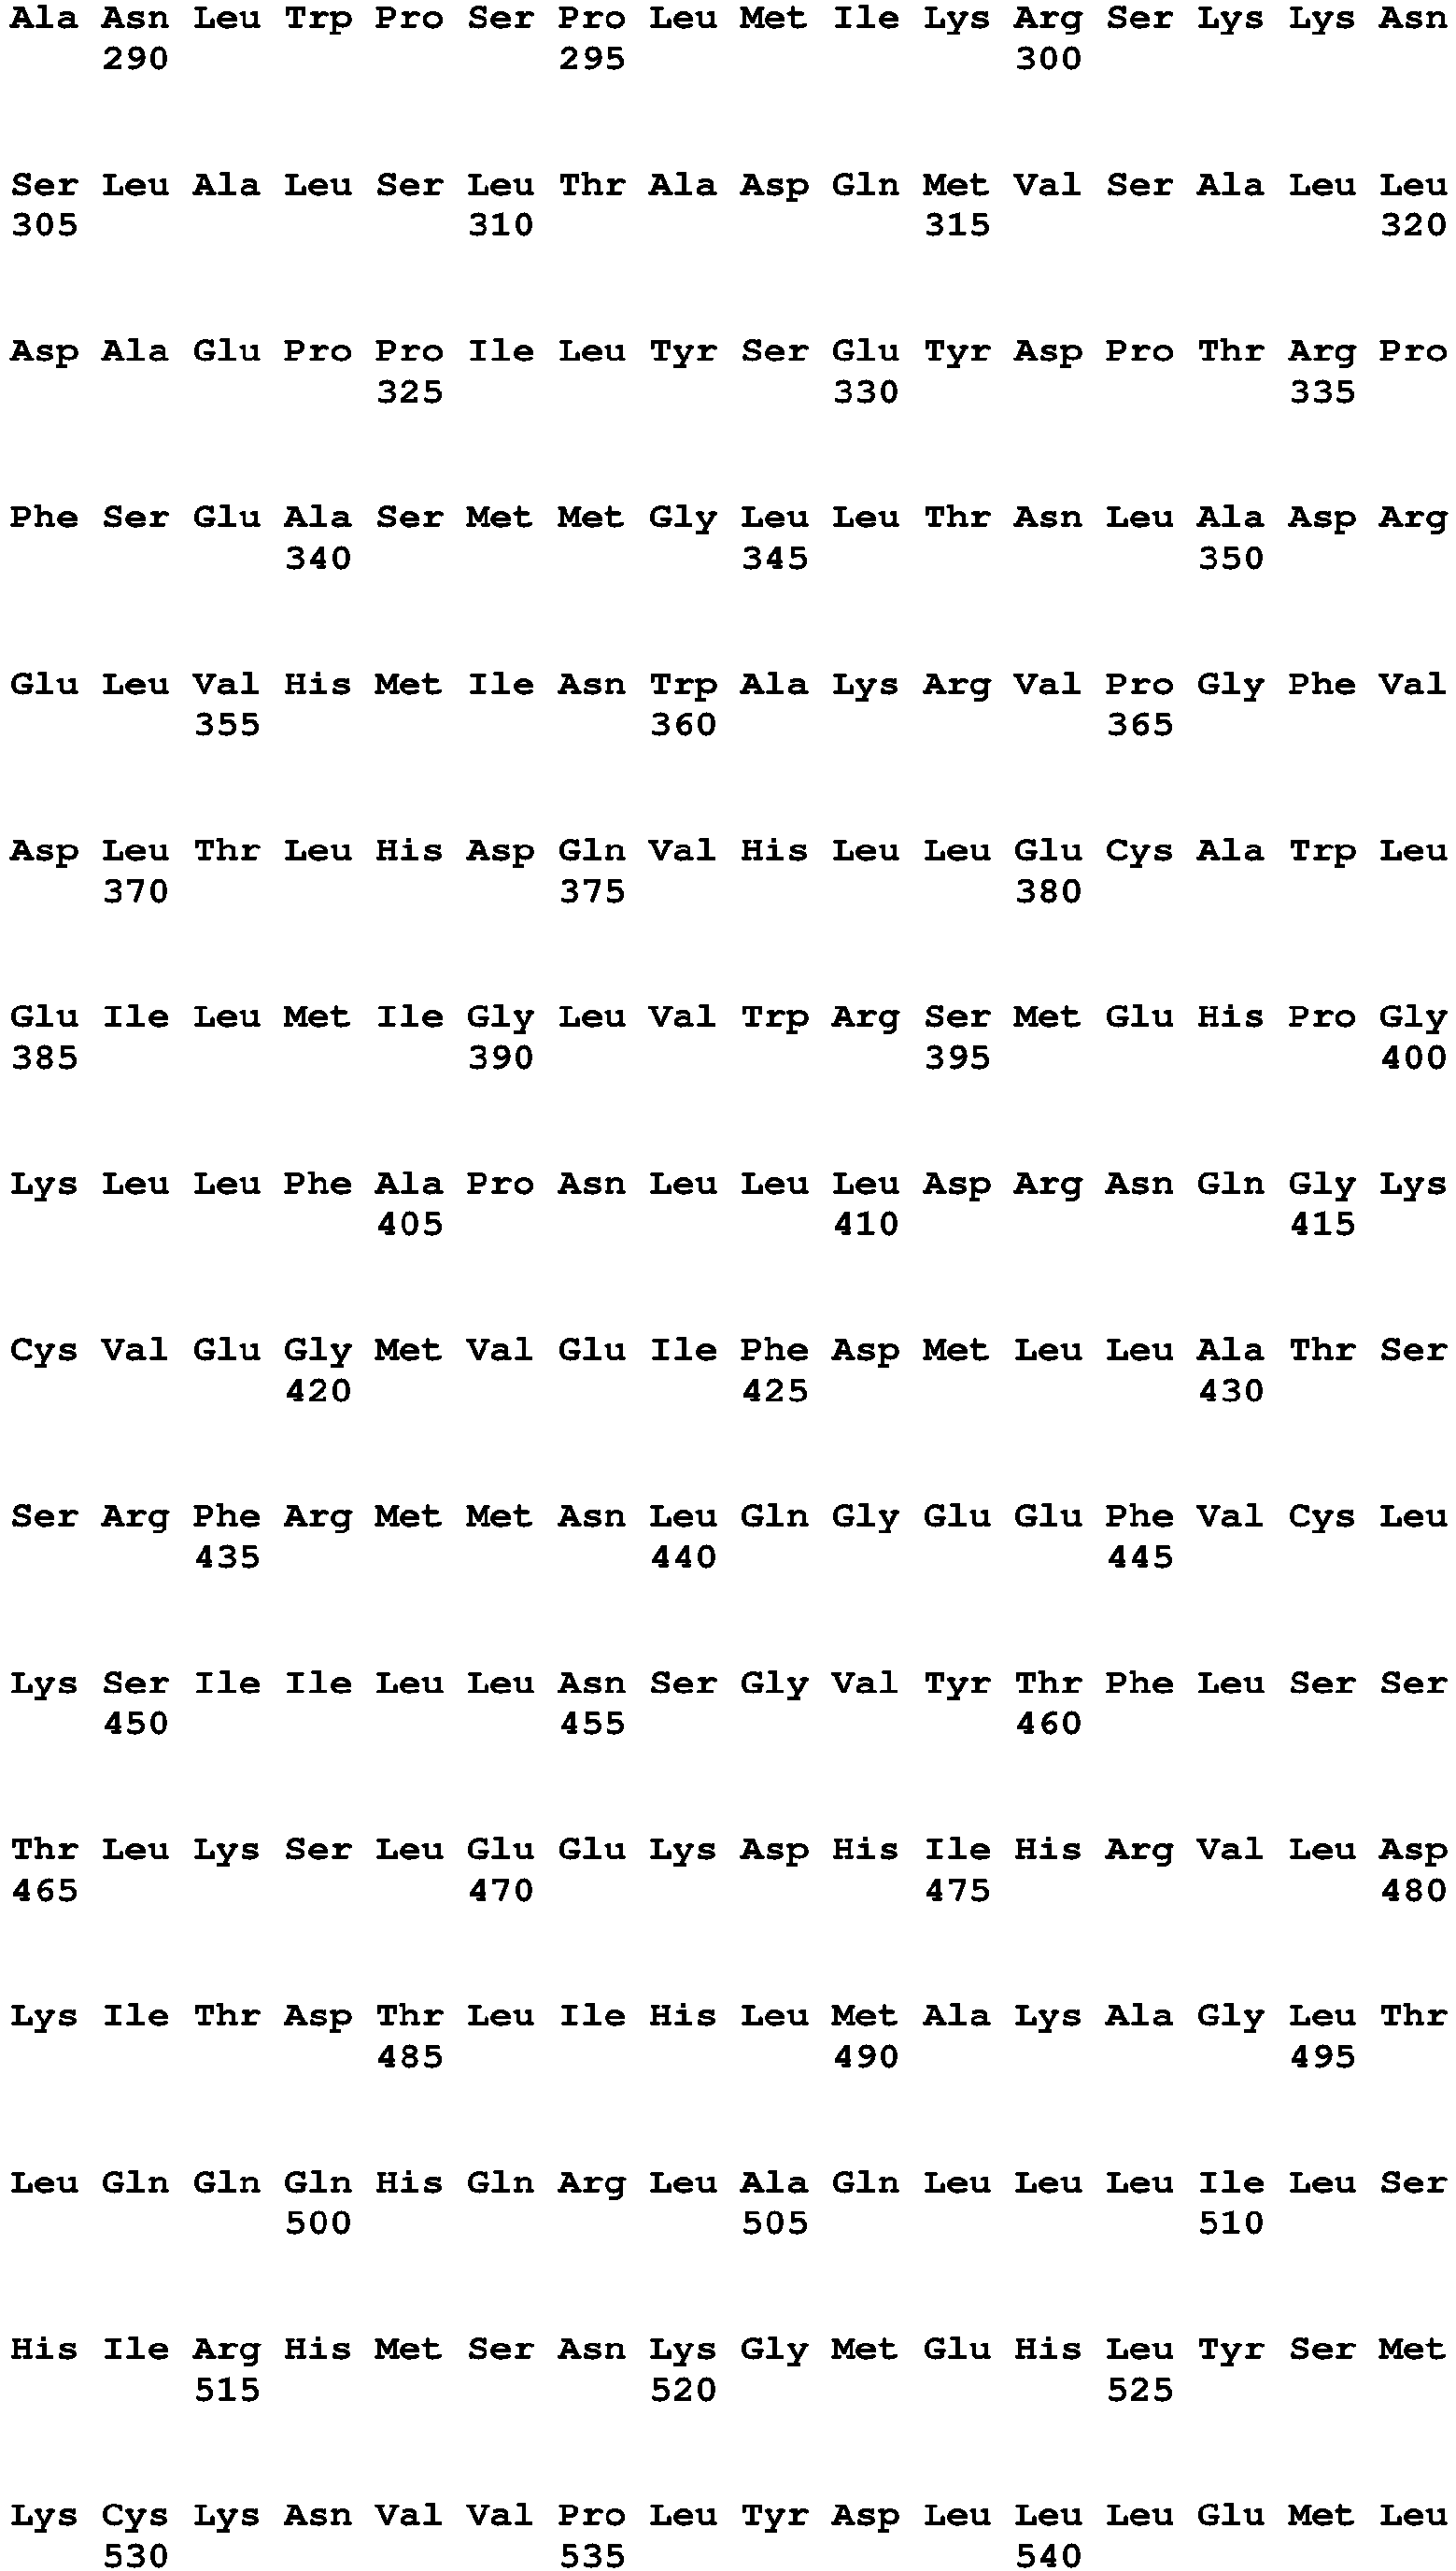 Ala Asn Leu Trp Pro Ser Pro Leu Met Ile Lys Arg Ser Lys Lys Asn
290 295 300
Ser Leu Ala Leu Ser Leu Thr Ala Asp Gln Met Val Ser Ala Leu Leu
305 310 315 320
Asp Ala Glu Pro Pro Ile Leu Tyr Ser Glu Tyr Asp Pro Thr Arg Pro
325 330 335
Phe Ser Glu Ala Ser Met Met Gly Leu Leu Thr Asn Leu Ala Asp Arg
340 345 350
Glu Leu Val His Met Ile Asn Trp Ala Lys Arg Val Pro Gly Phe Val
355 360 365
Asp Leu Thr Leu His Asp Gln Val His Leu Leu Glu Cys Ala Trp Leu
370 375 380
Glu Ile Leu Met Ile Gly Leu Val Trp Arg Ser Met Glu His Pro Gly
385 390 395 400
Lys Leu Leu Phe Ala Pro Asn Leu Leu Leu Asp Arg Asn Gln Gly Lys
405 410 415
Cys Val Glu Gly Met Val Glu Ile Phe Asp Met Leu Leu Ala Thr Ser
420 425 430
Ser Arg Phe Arg Met Met Asn Leu Gln Gly Glu Glu Phe Val Cys Leu
435 440 445
Lys Ser Ile Ile Leu Leu Asn Ser Gly Val Tyr Thr Phe Leu Ser Ser
450 455 460
Thr Leu Lys Ser Leu Glu Glu Lys Asp His Ile His Arg Val Leu Asp
465 470 475 480
Lys Ile Thr Asp Thr Leu Ile His Leu Met Ala Lys Ala Gly Leu Thr
485 490 495
Leu Gln Gln Gln His Gln Arg Leu Ala Gln Leu Leu Leu Ile Leu Ser
500 505 510
His Ile Arg His Met Ser Asn Lys Gly Met Glu His Leu Tyr Ser Met
515 520 525
Lys Cys Lys Asn Val Val Pro Leu Tyr Asp Leu Leu Leu Glu Met Leu
530 535 540